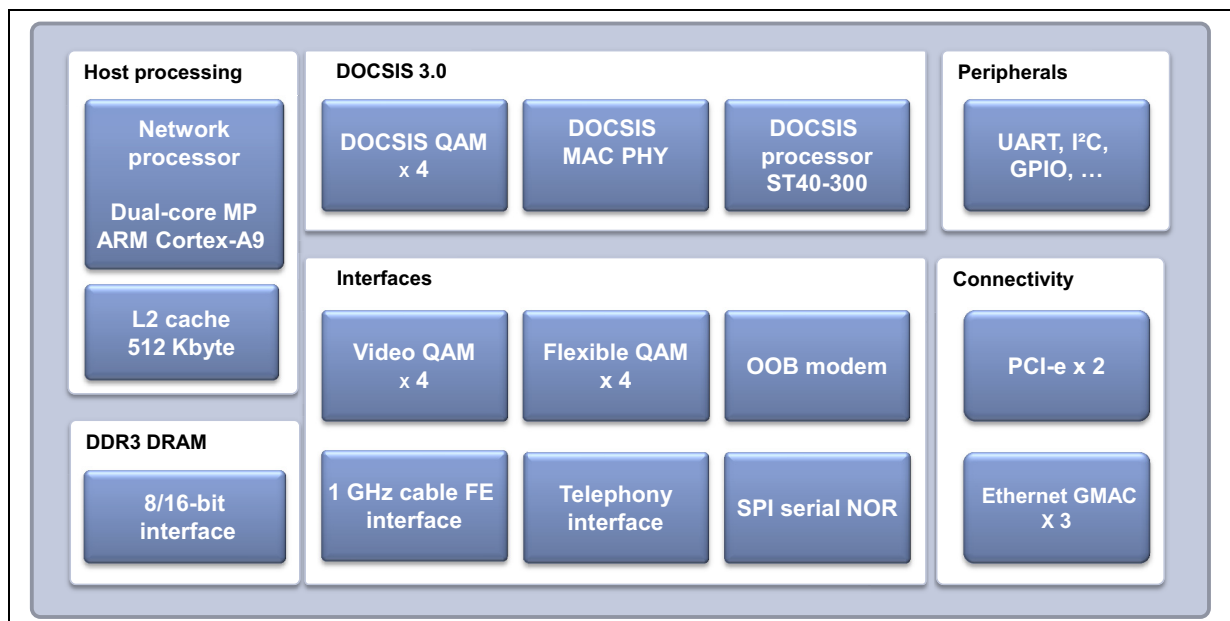 Host processing
Network
processor
Dual-core MP
ARM Cortex-A9
L2 cache
512 Kbyte
DDR3 DRAM
8/16-bit
interface
DOCSIS 3.0
DOCSIS QAM
x 4
DOCSIS
MAC PHY
DOCSIS
processor
ST40-300
Interfaces
Video QAM
x 4
Flexible QAM
x 4
OOB modem
1 GHz cable FE
interface
Telephony
interface
SPI serial NOR
Peripherals
UART, I²C,
GPIO, …
Connectivity
PCI-e x 2
Ethernet GMAC
X 3